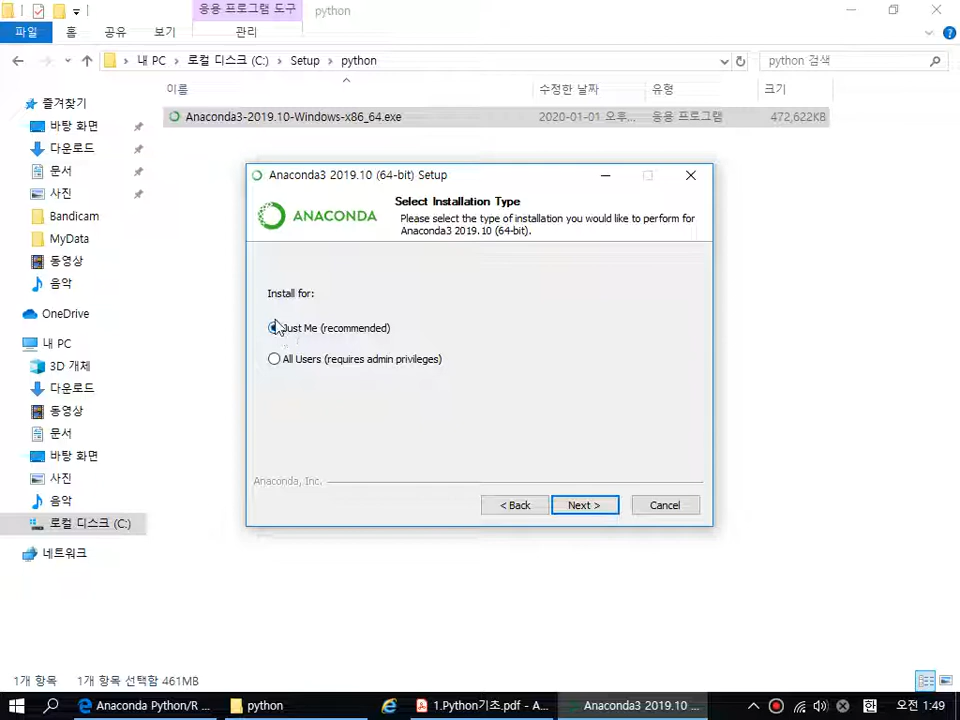 응용 프로그램 도구
python
파일
홈
공유
보기
관리
내 PC
로컬 디스크 (C:)
Setup
python
python 검색
이름
수정한 날짜
유형
크기
Anaconda3-2019.10-Windows-x86_64.exe
2020-01-01 오후...
응용 프로그램
472,622KB
즐겨찾기
바탕 화면
다운로드
문서
사진
Bandicam
MyData
동영상
음악
OneDrive
내 PC
3D 개체
다운로드
동영상
문서
바탕 화면
사진
음악
로컬 디스크 (C:)
네트워크
Anaconda3 2019.10 (64-bit) Setup
ANACONDA
Select Installation Type
Please select the type of installation you would like to perform for
Anaconda3 2019.10 (64-bit).
Install for:
Just Me (recommended)
All Users (requires admin privileges)
Anaconda, Inc.
< Back
Next >
Cancel
1개 항목
1개 항목 선택함 461MB
Anaconda Python/R ...
python
1.Python기초.pdf - A...
Anaconda3 2019.10 ...
한
오전 1:49